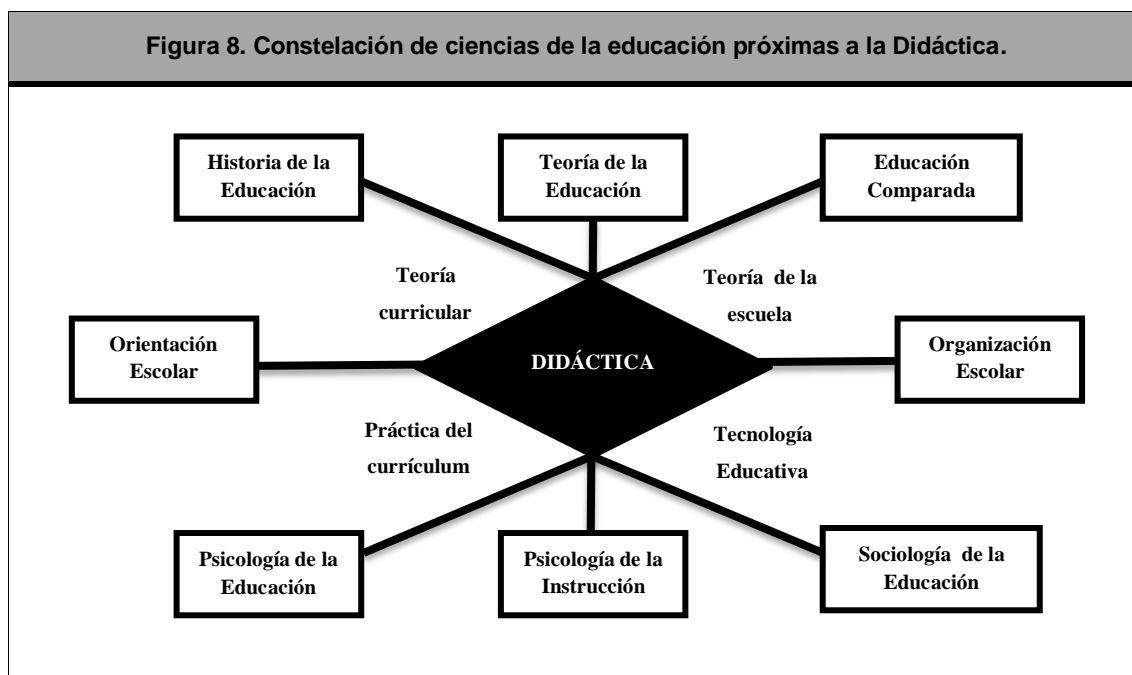 Figura 8. Constelación de ciencias de la educación próximas a la Didáctica.
Historia de la
Educación
Teoría de la
Educación
Educación
Comparada
Teoría
curricular
Teoría de la
escuela
Orientación
Escolar
DIDÁCTICA
Organización
Escolar
Práctica del
currículum
Tecnología
Educativa
Psicología de la
Educación
Psicología de la
Instrucción
Sociología de la
Educación